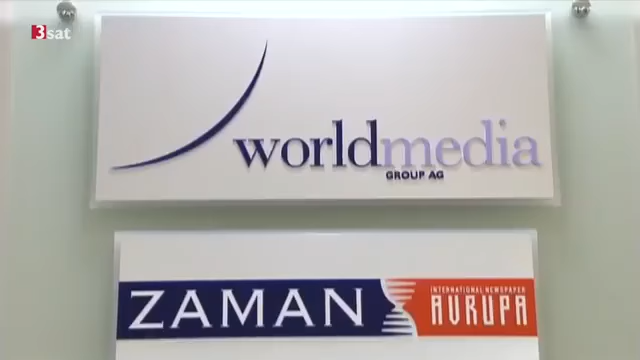 3sat
worldmedia
GROUP AG
ZAMAN
INTERNATIONAL NEWSPAPER
AVRUPA